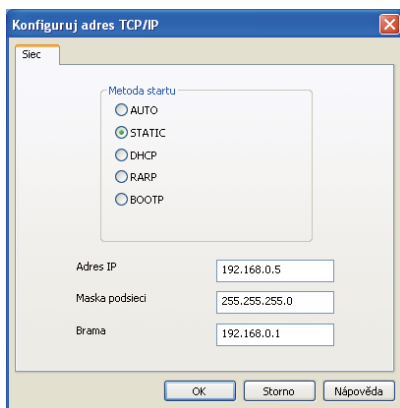 Konfiguruj adres TCP/IP
Siec
Metoda startu
AUTO
STATIC
DHCP
RARP
BOOTP
Adres IP 192.168.0.5
Maska podsieci 255.255.255.0
Brama 192.168.0.1
OK Storno Nápověda